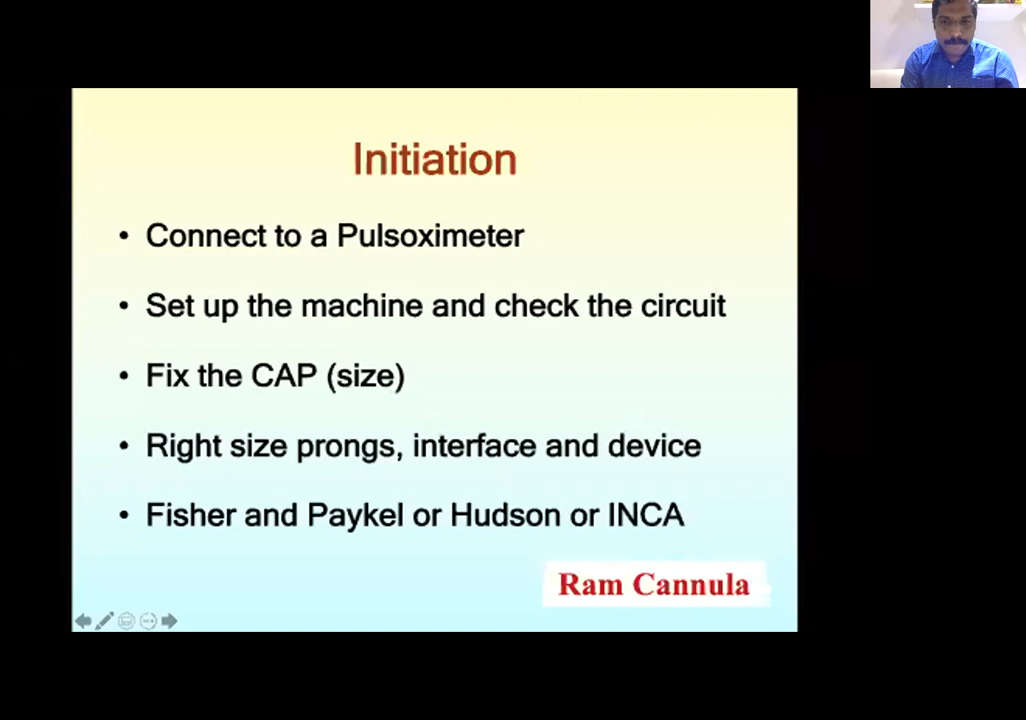 Initiation
• Connect to a Pulsoximeter
• Set up the machine and check the circuit
• Fix the CAP (size)
• Right size prongs, interface and device
• Fisher and Paykel or Hudson or INCA
Ram Cannula